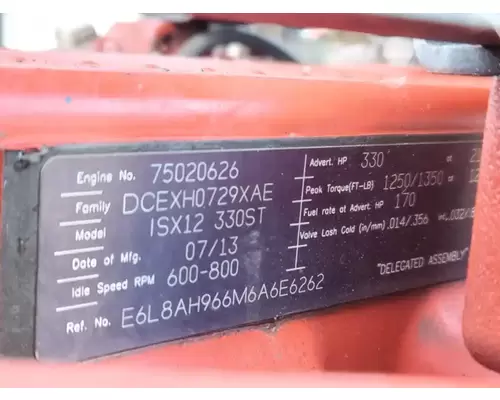 Engine No. 75020626
Family DCEXH0729XAE
Model ISX12 330ST
Date of Mfg. 07/13
Idle Speed RPM 600-800
Ref. No. E6L8AH966M6A6E6262
Advert. HP 330 at
Peak Torque(FT-LB) 1250/1350 at
Fuel rate at Advert. HP 170
Valve Lash Cold (in/mm) .014/.356
"DELEGATED ASSEMBLY"